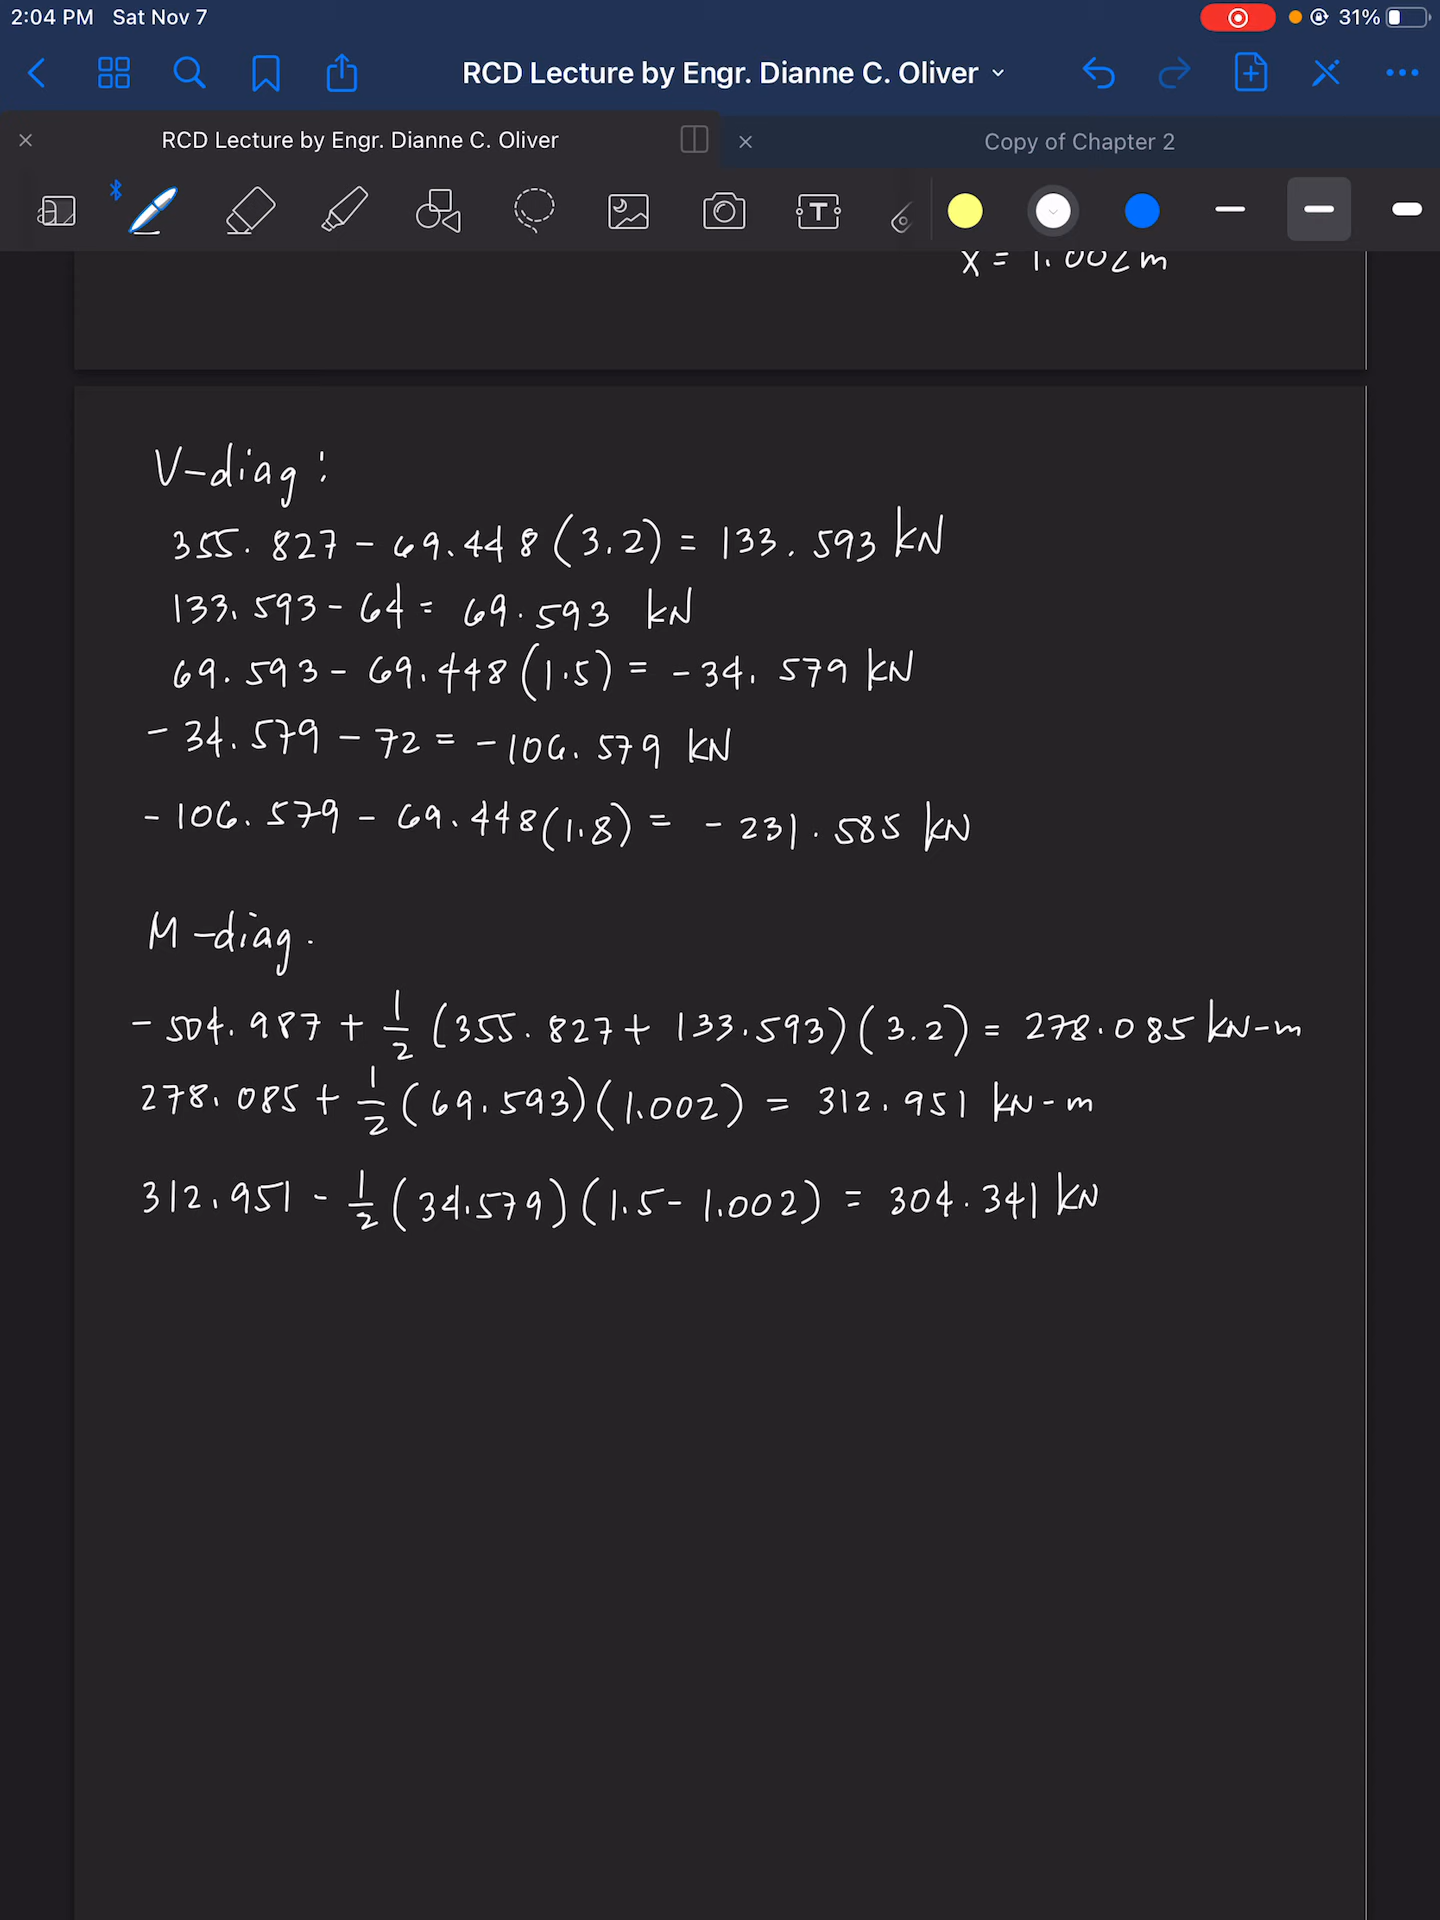 2:04 PM Sat Nov 7 31%
RCD Lecture by Engr. Dianne C. Oliver
RCD Lecture by Engr. Dianne C. Oliver
Copy of Chapter 2
x = 1.002 m
V-diag:
355.827 - 69.448 (3.2) = 133.593 kN
133.593 - 64 = 69.593 kN
69.593 - 69.448 (1.5) = -34.579 kN
-34.579 - 72 = -106.579 kN
-106.579 - 69.448 (1.8) = -231.585 kN
M-diag.
-504.987 + 1/2 (355.827 + 133.593)(3.2) = 278.085 kN-m
278.085 + 1/2 (69.593)(1.002) = 312.951 kN-m
312.951 - 1/2 (34.579)(1.5 - 1.002) = 304.341 kN